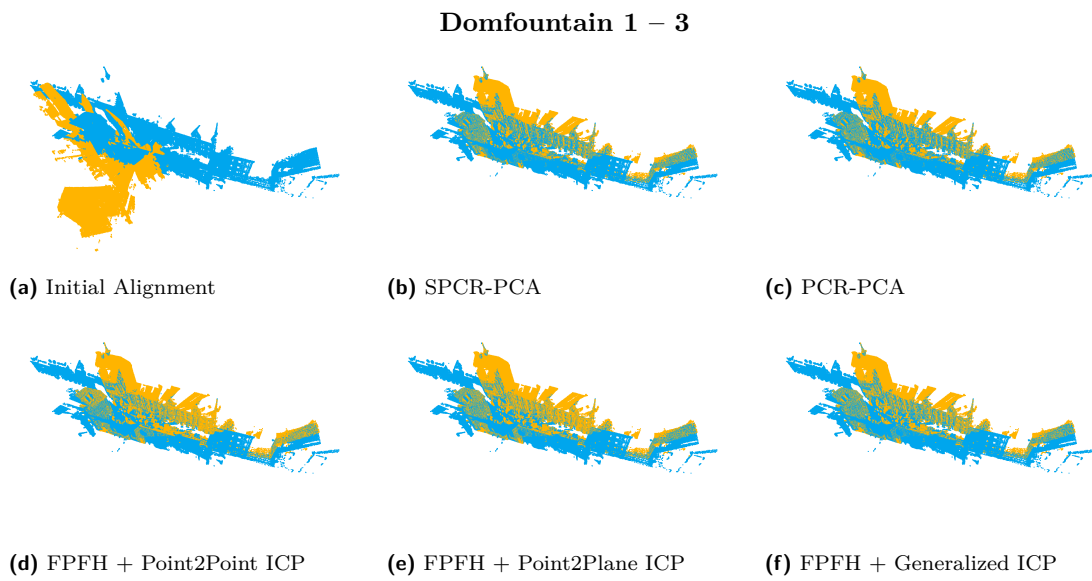 Domfountain 1 – 3
(a) Initial Alignment
(b) SPCR-PCA
(c) PCR-PCA
(d) FPFH + Point2Point ICP
(e) FPFH + Point2Plane ICP
(f) FPFH + Generalized ICP